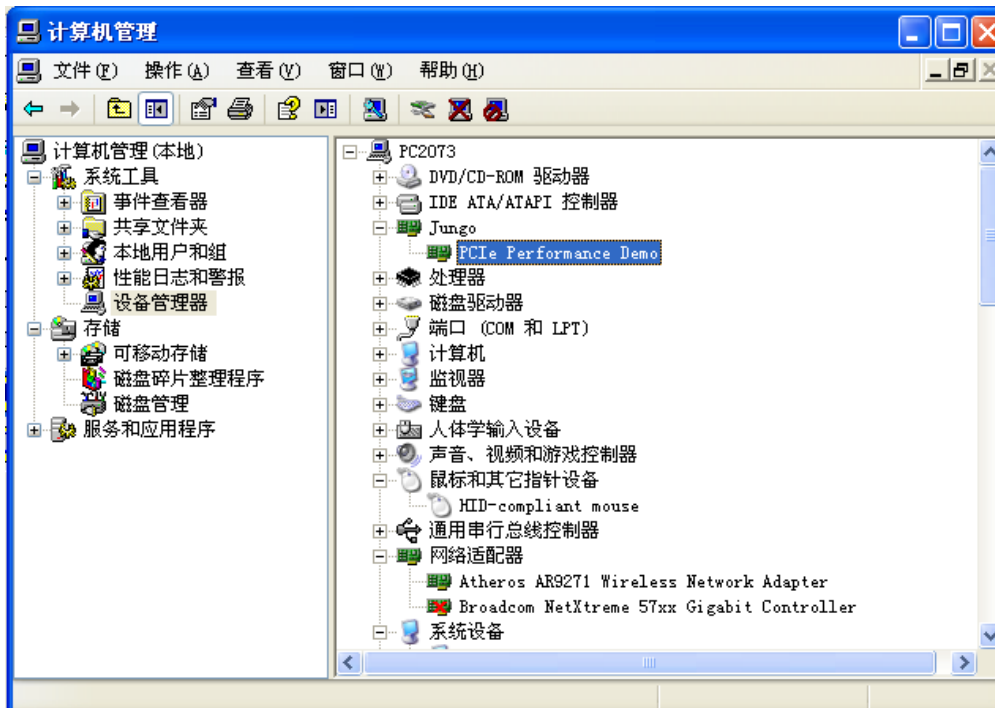 计算机管理
文件(F) 操作(A) 查看(V) 窗口(W) 帮助(H)
计算机管理(本地)
系统工具
事件查看器
共享文件夹
本地用户和组
性能日志和警报
设备管理器
存储
可移动存储
磁盘碎片整理程序
磁盘管理
服务和应用程序
PC2073
DVD/CD-ROM 驱动器
IDE ATA/ATAPI 控制器
Jungo
PCIe Performance Demo
处理器
磁盘驱动器
端口 (COM 和 LPT)
计算机
监视器
键盘
人体学输入设备
声音、视频和游戏控制器
鼠标和其它指针设备
HID-compliant mouse
通用串行总线控制器
网络适配器
Atheros AR9271 Wireless Network Adapter
Broadcom NetXtreme 57xx Gigabit Controller
系统设备